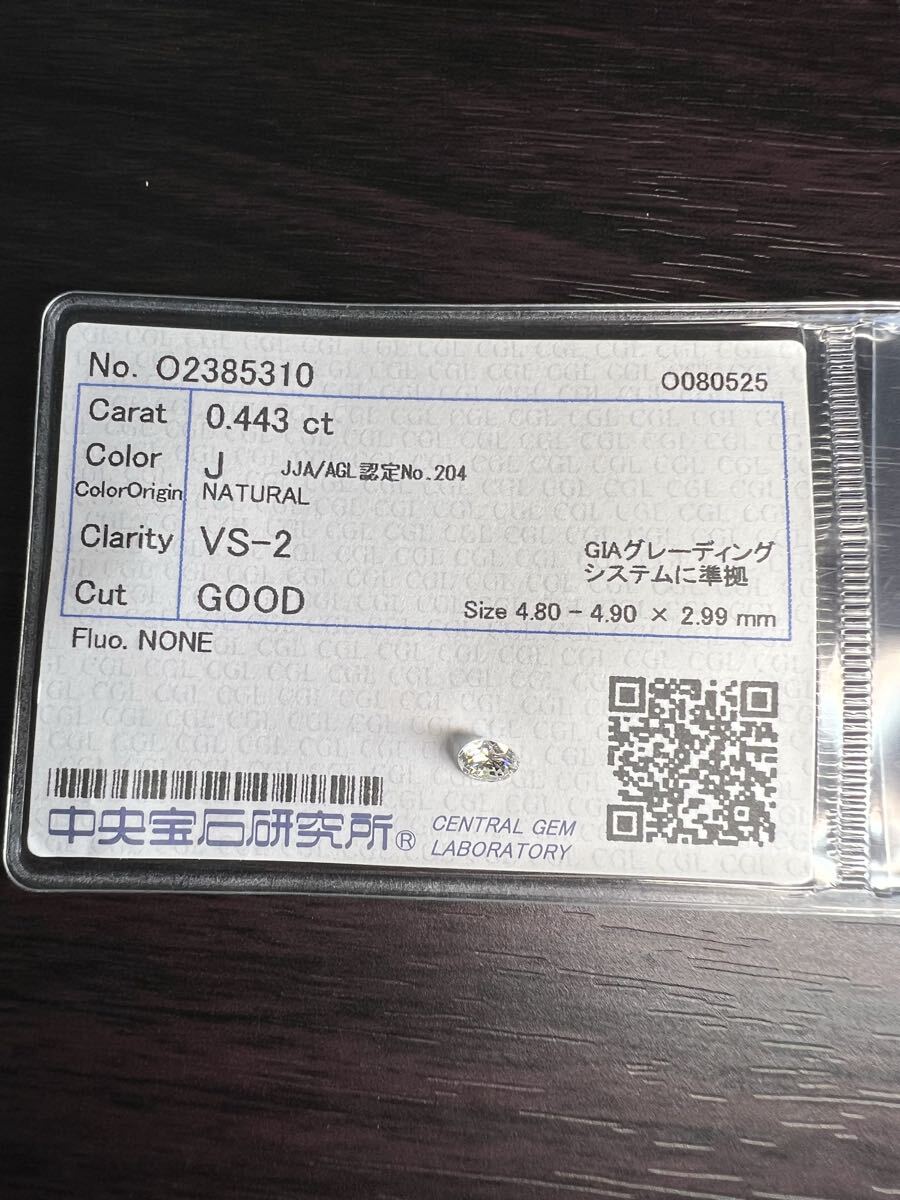 No. O2385310
O080525
Carat 0.443 ct
Color J JJA/AGL認定No.204
ColorOrigin NATURAL
Clarity VS-2
GIAグレーディング
システムに準拠
Cut GOOD
Size 4.80 - 4.90 × 2.99 mm
Fluo. NONE
中央宝石研究所®
CENTRAL GEM
LABORATORY